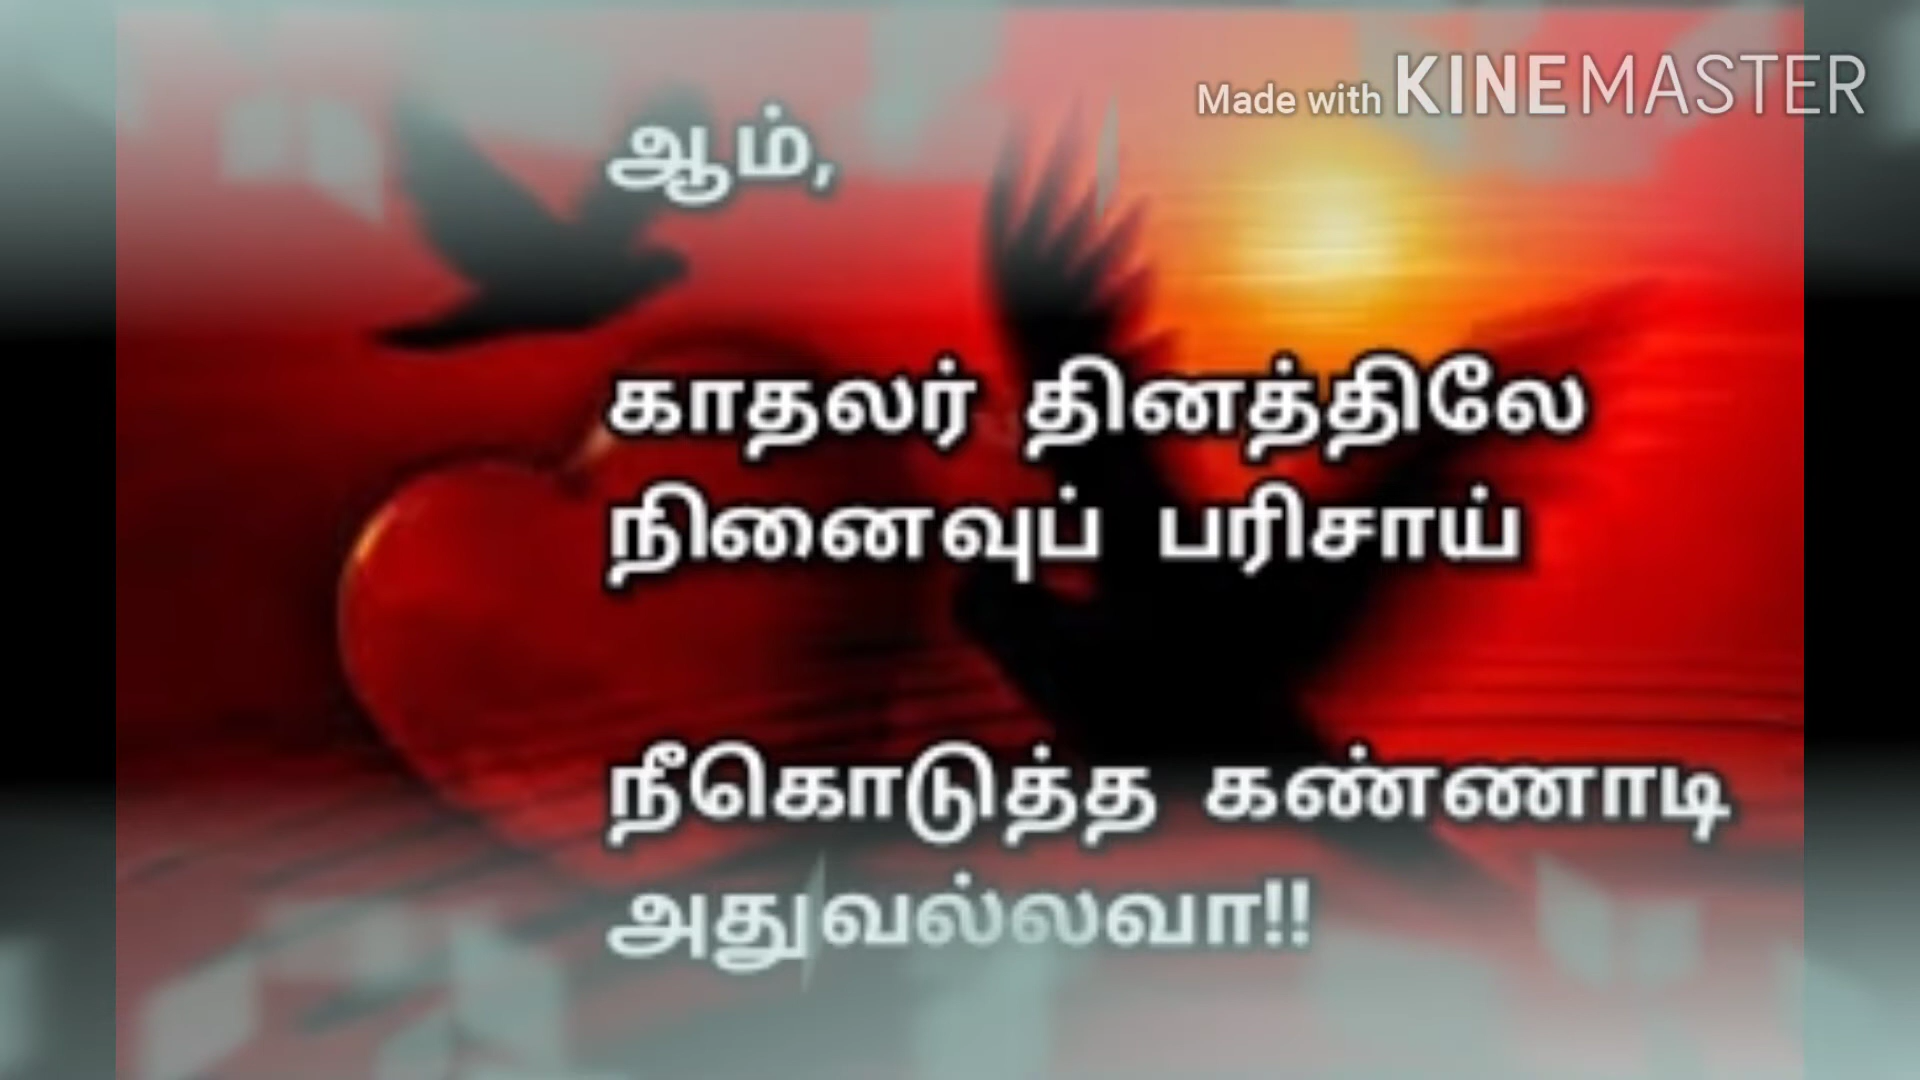 Made with KINEMASTER
ஆம்,
காதலர் தினத்திலே
நினைவுப் பரிசாய்
நீகொடுத்த கண்ணாடி
அதுவல்லவா!!